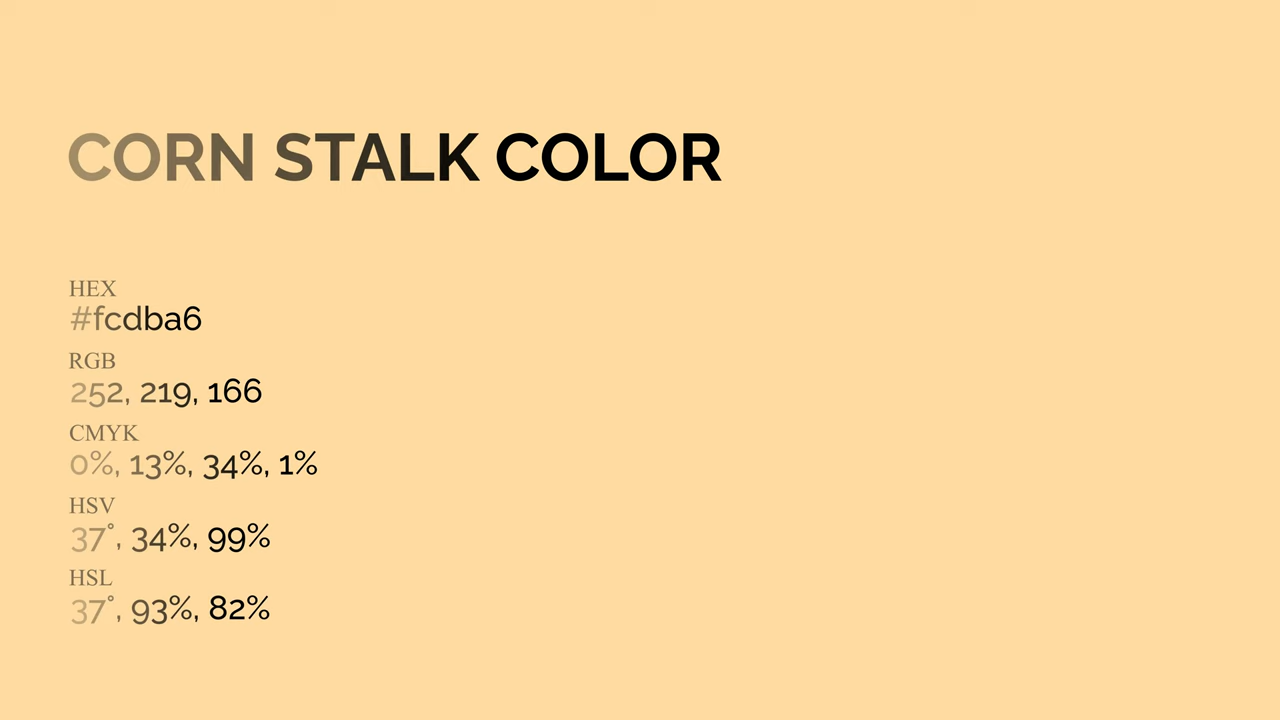 CORN STALK COLOR
HEX
#fcdba6
RGB
252, 219, 166
CMYK
0%, 13%, 34%, 1%
HSV
37°, 34%, 99%
HSL
37°, 93%, 82%